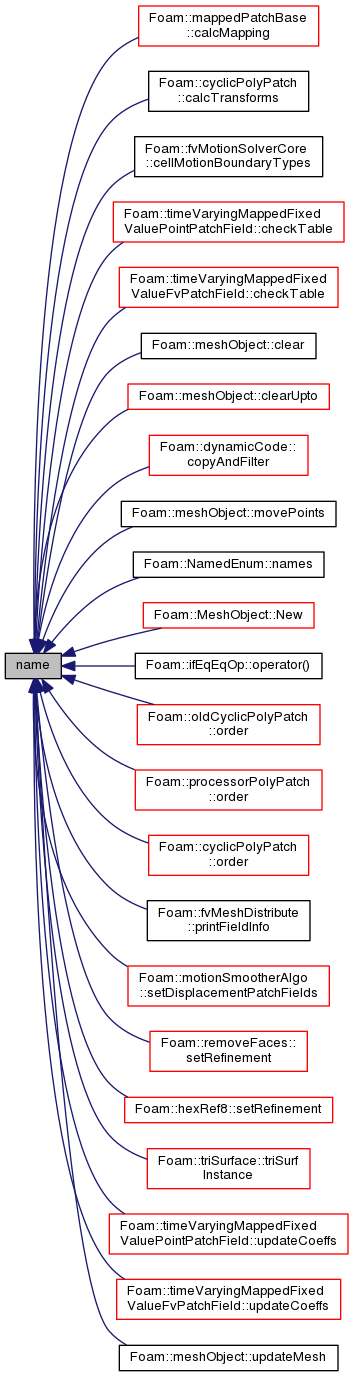 Foam::mappedPatchBase
::calcMapping
Foam::cyclicPolyPatch
::calcTransforms
Foam::fvMotionSolverCore
::cellMotionBoundaryTypes
Foam::timeVaryingMappedFixed
ValuePointPatchField::checkTable
Foam::timeVaryingMappedFixed
ValueFvPatchField::checkTable
Foam::meshObject::clear
Foam::meshObject::clearUpto
Foam::dynamicCode::
copyAndFilter
Foam::meshObject::movePoints
Foam::NamedEnum::names
Foam::MeshObject::New
name
Foam::ifEqEqOp::operator()
Foam::oldCyclicPolyPatch
::order
Foam::processorPolyPatch
::order
Foam::cyclicPolyPatch
::order
Foam::fvMeshDistribute
::printFieldInfo
Foam::motionSmootherAlgo
::setDisplacementPatchFields
Foam::removeFaces::
setRefinement
Foam::hexRef8::setRefinement
Foam::triSurface::triSurf
Instance
Foam::timeVaryingMappedFixed
ValuePointPatchField::updateCoeffs
Foam::timeVaryingMappedFixed
ValueFvPatchField::updateCoeffs
Foam::meshObject::updateMesh